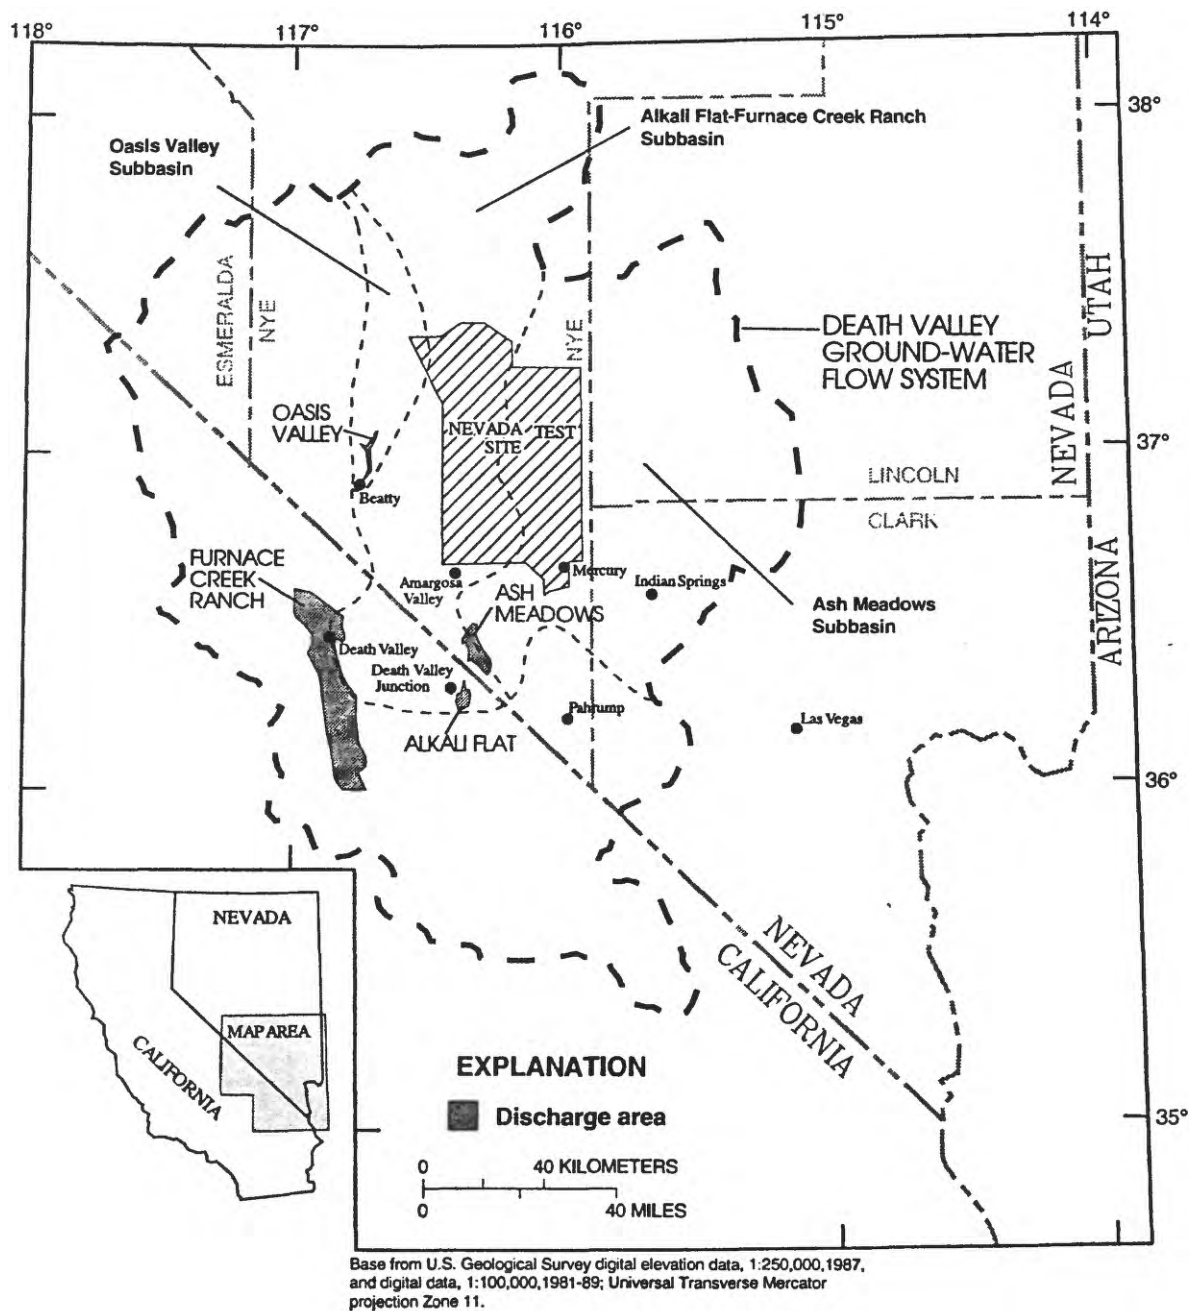 118°
117°
116°
115°
114°
38°
37°
36°
35°
Oasis Valley
Subbasin
Alkali Flat-Furnace Creek Ranch
Subbasin
ESMERALDA
NYE
NYE
DEATH VALLEY
GROUND-WATER
FLOW SYSTEM
UTAH
NEVADA
ARIZONA
OASIS
VALLEY
NEVADA TEST
SITE
Beatty
LINCOLN
CLARK
FURNACE
CREEK
RANCH
Amargosa
Valley
ASH
MEADOWS
Mercury
Indian Springs
Ash Meadows
Subbasin
Death Valley
Death Valley
Junction
Pahrump
Las Vegas
ALKALI FLAT
NEVADA
CALIFORNIA
NEVADA
MAP AREA
CALIFORNIA
EXPLANATION
Discharge area
0 40 KILOMETERS
0 40 MILES
Base from U.S. Geological Survey digital elevation data, 1:250,000,1987,
and digital data, 1:100,000,1981-89; Universal Transverse Mercator
projection Zone 11.